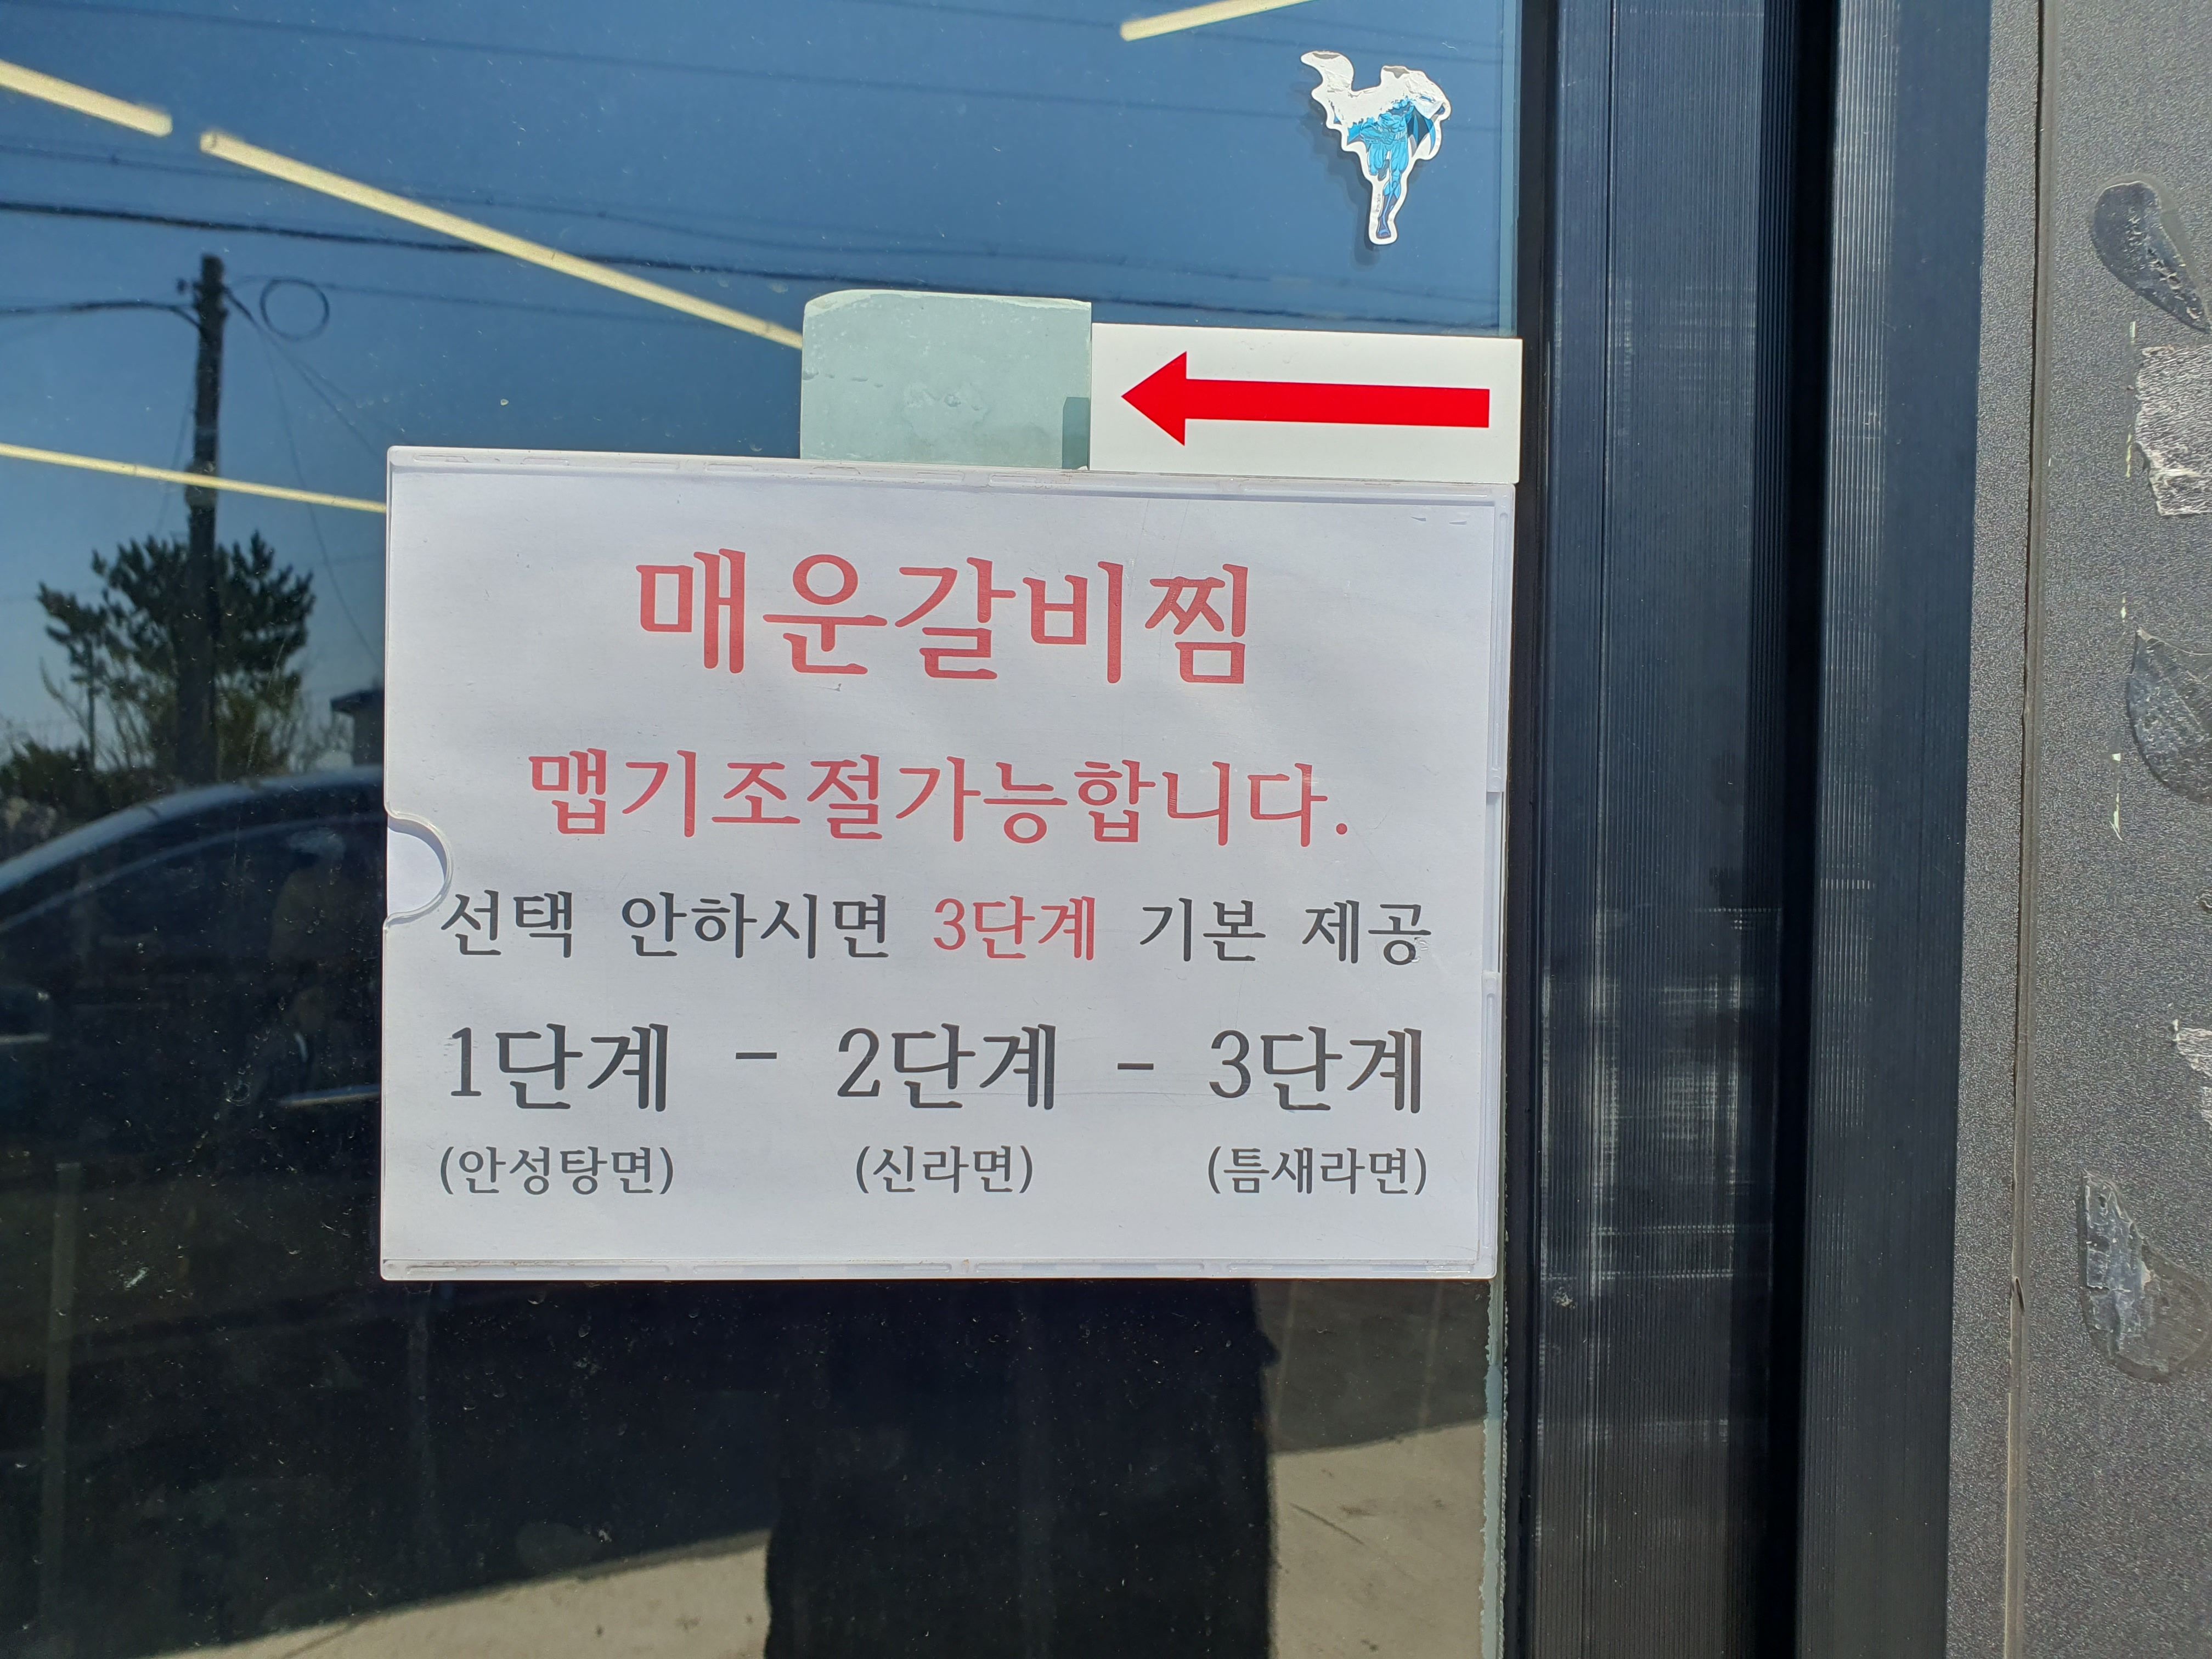 매운갈비찜
맵기조절가능합니다.
선택 안하시면 3단계 기본 제공
1단계 - 2단계 - 3단계
(안성탕면) (신라면) (틈새라면)